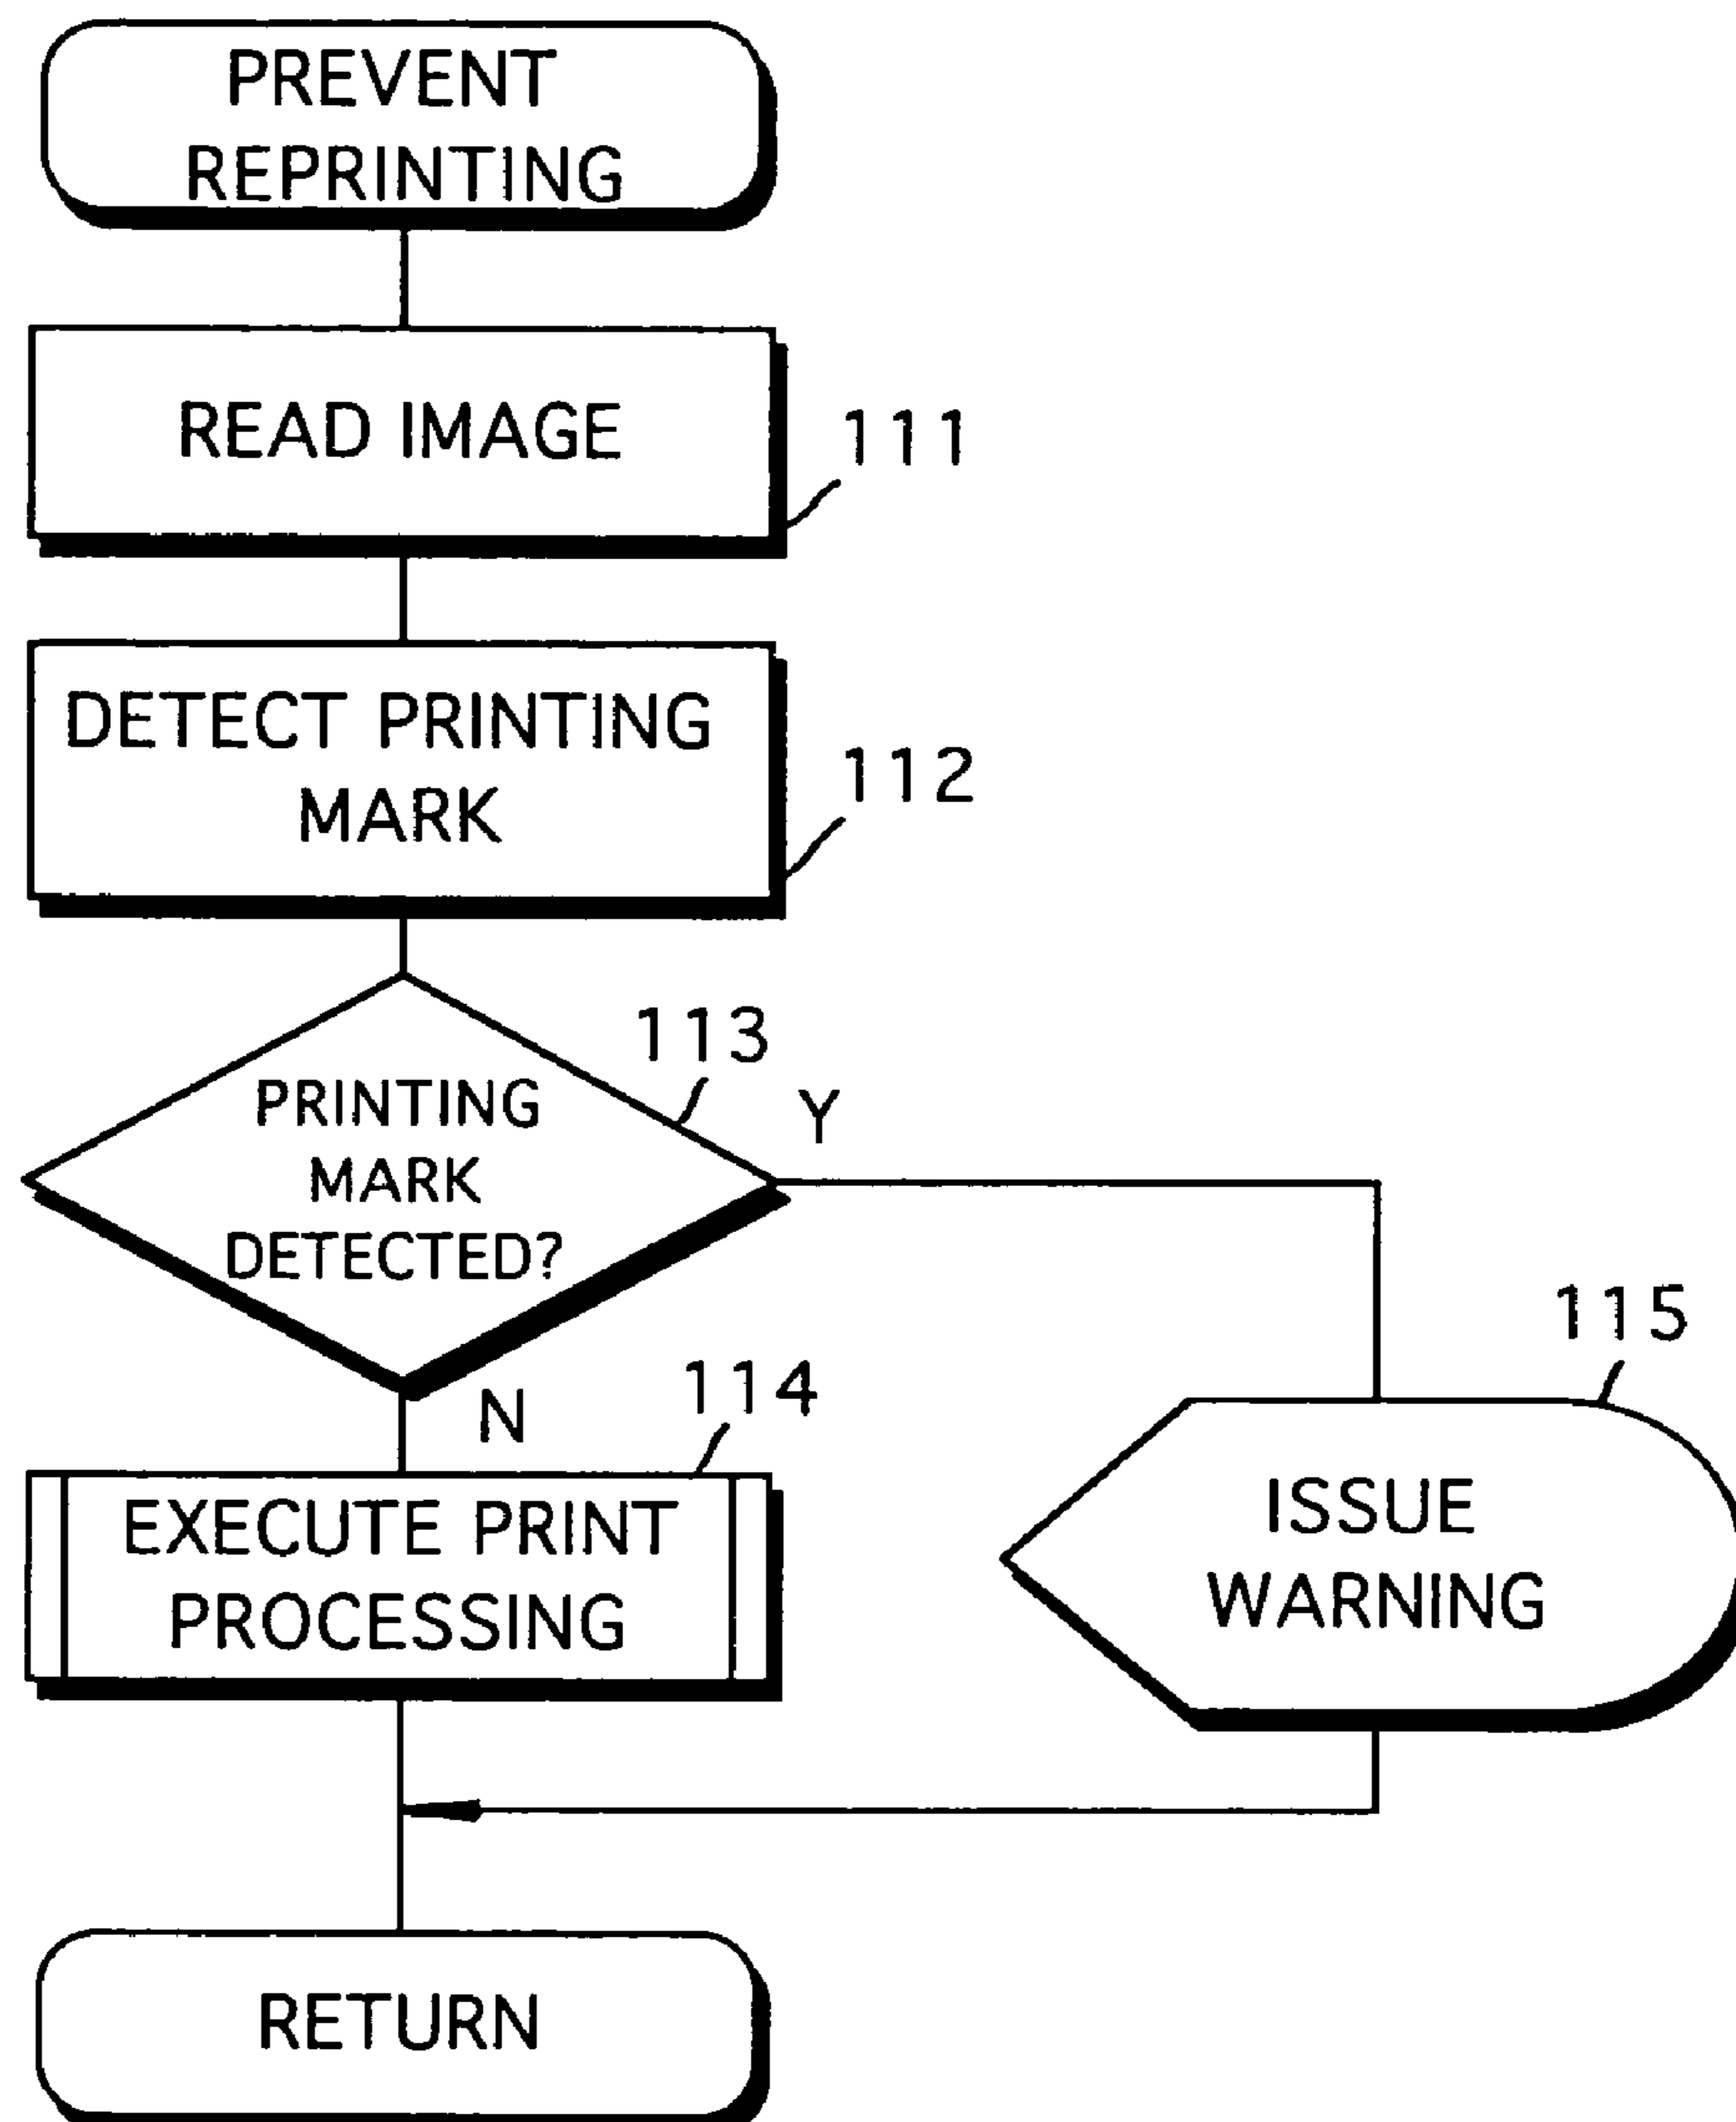 PREVENT
REPRINTING
READ IMAGE
111
DETECT PRINTING
MARK
112
113
PRINTING
MARK
DETECTED?
Y
N
114
EXECUTE PRINT
PROCESSING
115
ISSUE
WARNING
RETURN